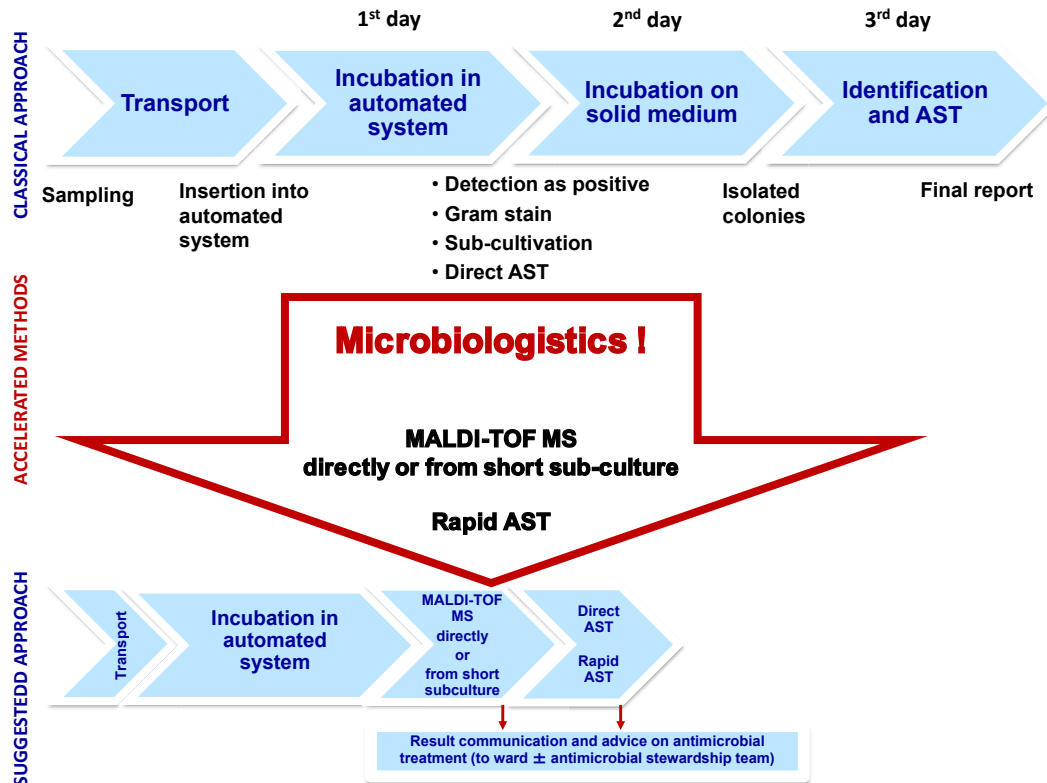 1st day
2nd day
3rd day
CLASSICAL APPROACH
Transport
Incubation in
automated
system
Incubation on
solid medium
Identification
and AST
Sampling
Insertion into
automated
system
• Detection as positive
• Gram stain
• Sub-cultivation
• Direct AST
Isolated
colonies
Final report
ACCELERATED METHODS
Microbiologistics !
MALDI-TOF MS
directly or from short sub-culture
Rapid AST
SUGGESTEDD APPROACH
Transport
Incubation in
automated
system
MALDI-TOF
MS
directly
or
from short
subculture
Direct
AST
Rapid
AST
Result communication and advice on antimicrobial
treatment (to ward ± antimicrobial stewardship team)